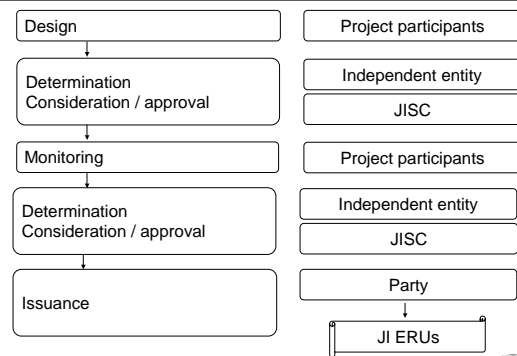 Design
Project participants
Determination
Consideration / approval
Independent entity
JISC
Monitoring
Project participants
Determination
Consideration / approval
Independent entity
JISC
Issuance
Party
JI ERUs